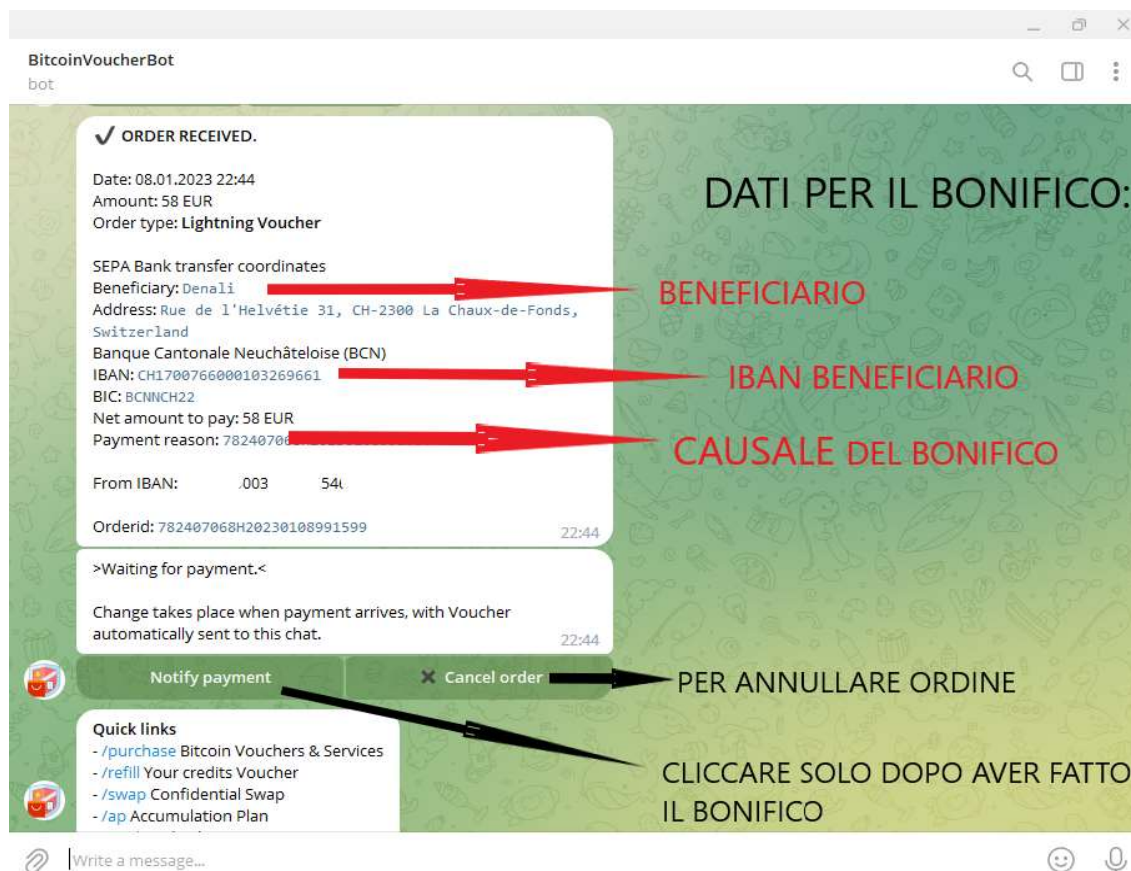 BitcoinVoucherBot
bot
✔ ORDER RECEIVED.
Date: 08.01.2023 22:44
Amount: 58 EUR
Order type: Lightning Voucher
DATI PER IL BONIFICO:
SEPA Bank transfer coordinates
Beneficiary: Denali
BENEFICIARIO
Address: Rue de l'Helvétie 31, CH-2300 La Chaux-de-Fonds,
Switzerland
Banque Cantonale Neuchâteloise (BCN)
IBAN: CH1700766000103269661
IBAN BENEFICIARIO
BIC: BCNNCH22
Net amount to pay: 58 EUR
Payment reason: 78240706
CAUSALE DEL BONIFICO
From IBAN: .003 54
Orderid: 782407068H20230108991599
22:44
>Waiting for payment.<
Change takes place when payment arrives, with Voucher
automatically sent to this chat.
22:44
Notify payment
✖ Cancel order
PER ANNULLARE ORDINE
Quick links
- /purchase Bitcoin Vouchers & Services
- /refill Your credits Voucher
- /swap Confidential Swap
- /ap Accumulation Plan
CLICCARE SOLO DOPO AVER FATTO
IL BONIFICO
Write a message...